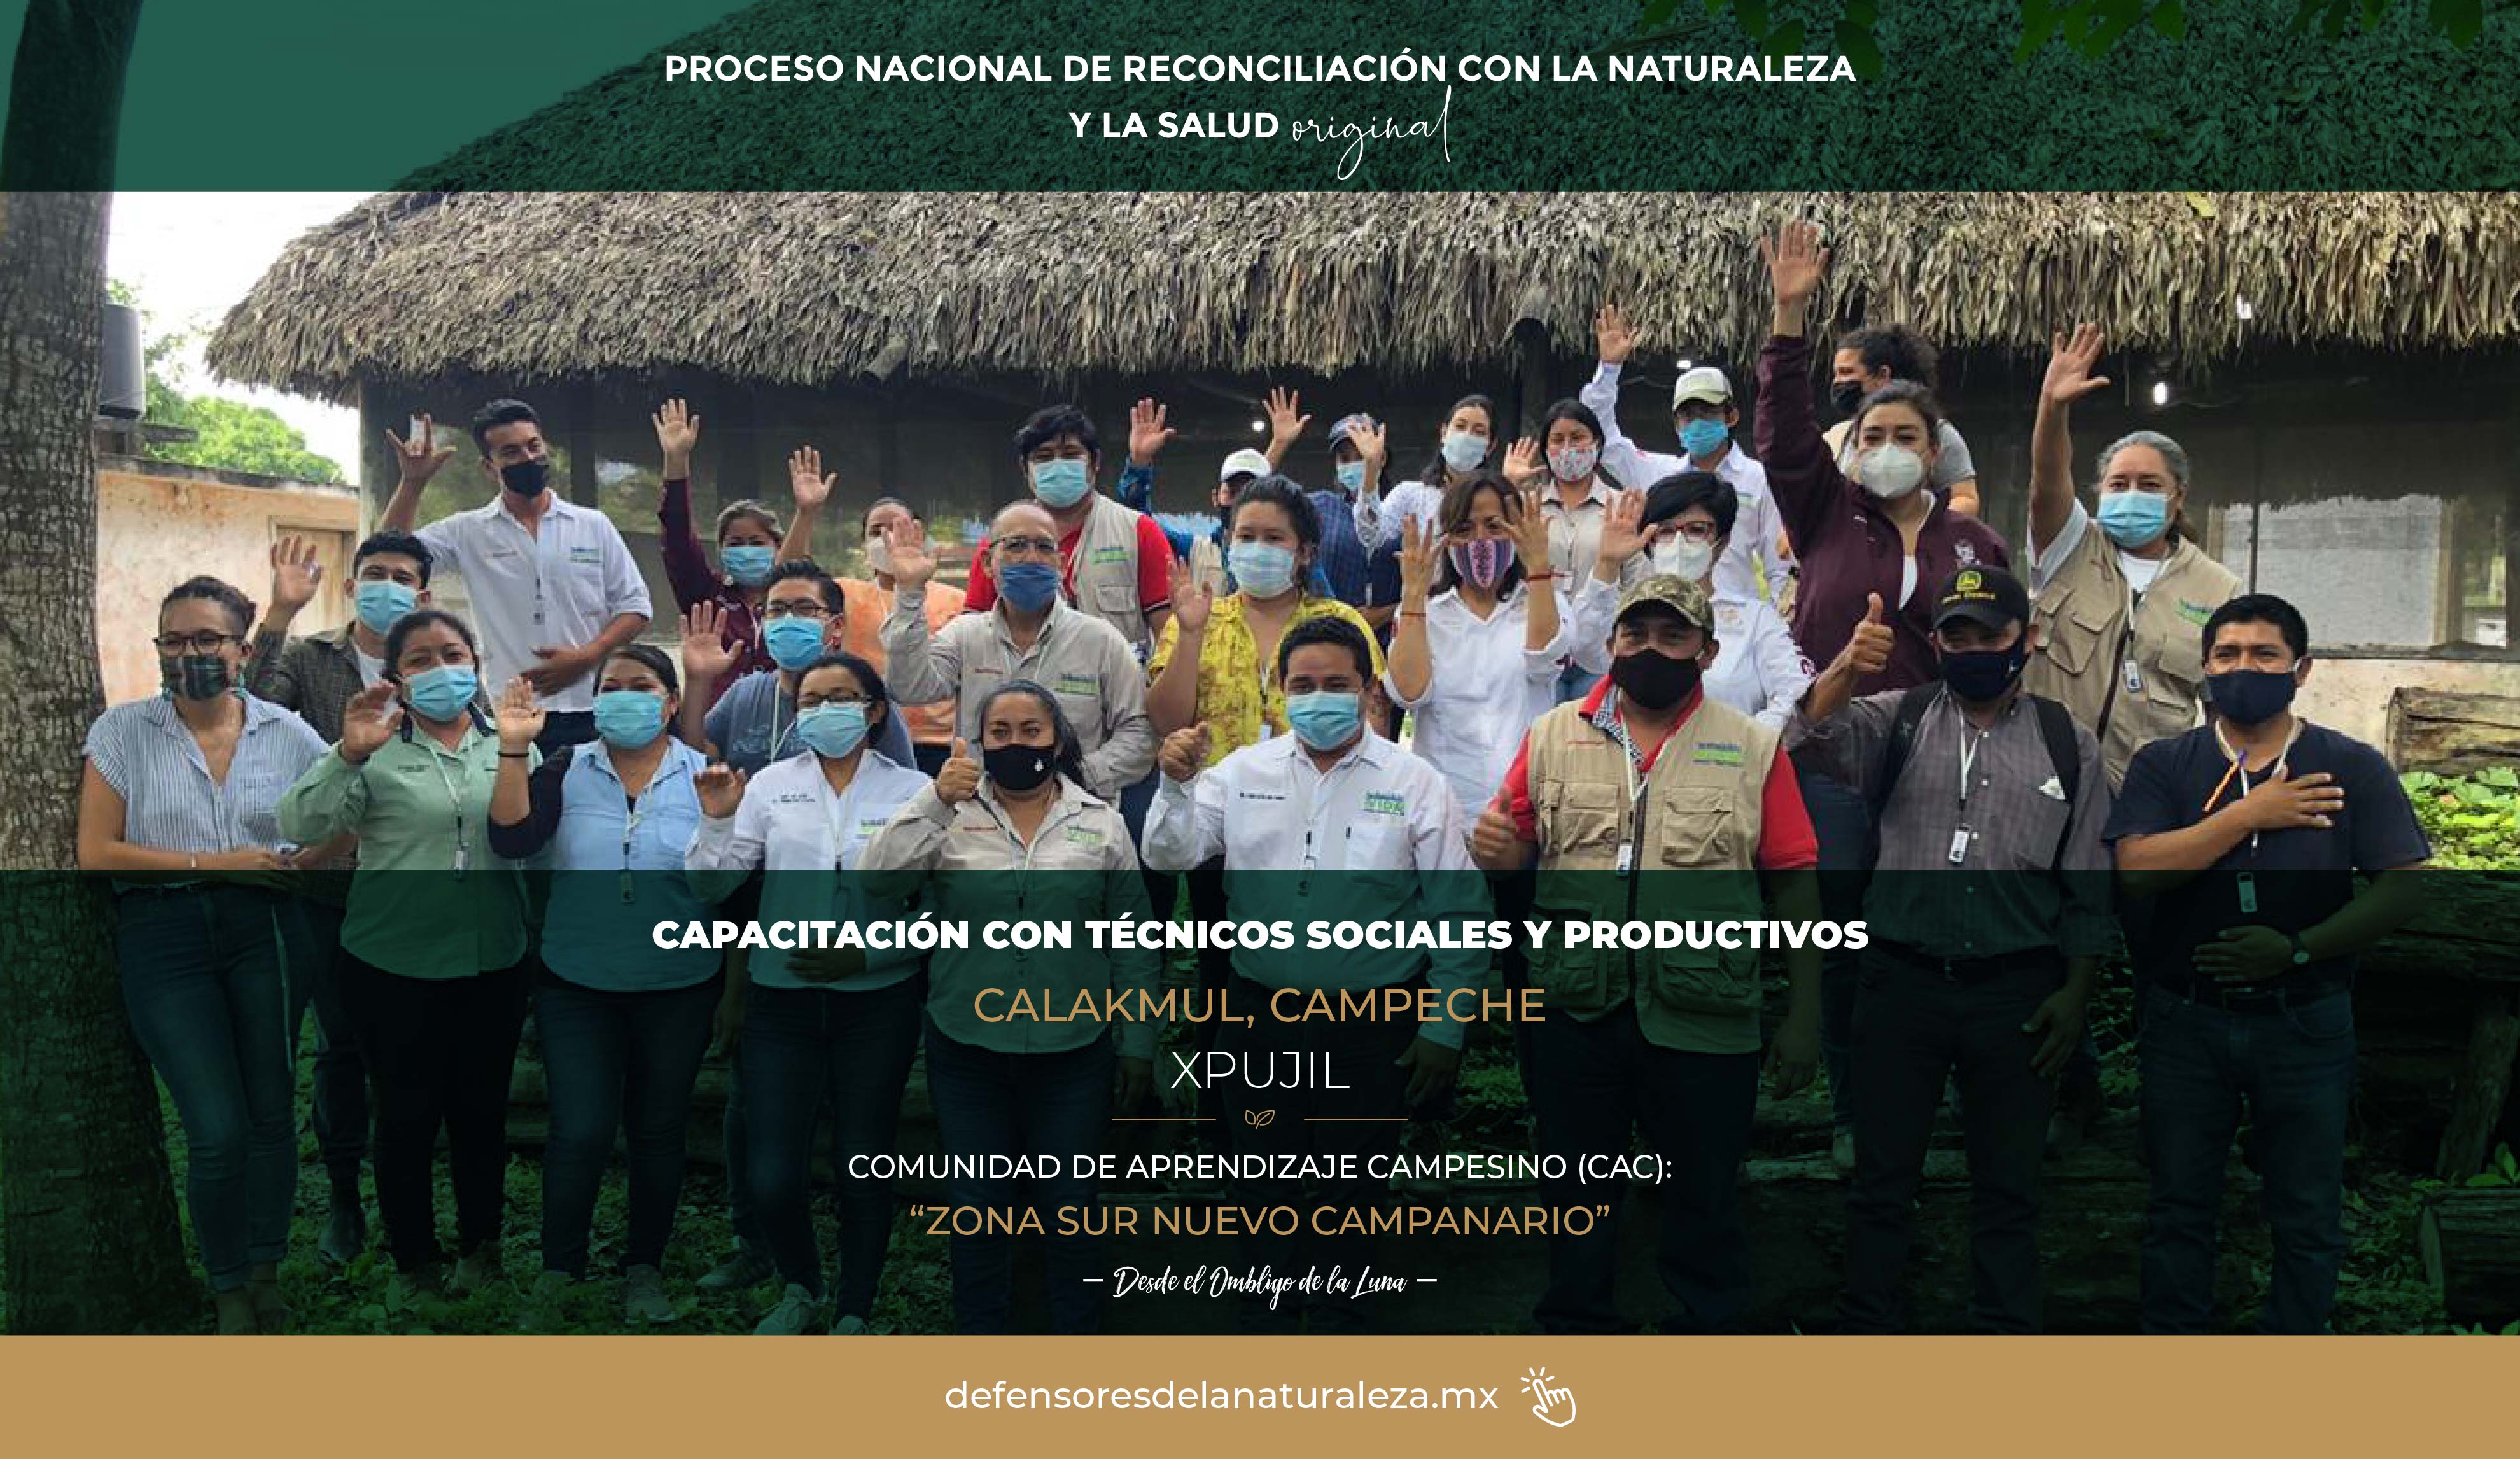 PROCESO NACIONAL DE RECONCILIACIÓN CON LA NATURALEZA
Y LA SALUD original
CAPACITACIÓN CON TÉCNICOS SOCIALES Y PRODUCTIVOS
CALAKMUL, CAMPECHE
XPUJIL
COMUNIDAD DE APRENDIZAJE CAMPESINO (CAC):
“ZONA SUR NUEVO CAMPANARIO”
— Desde el Ombligo de la Luna —
defensoresdelanaturaleza.mx